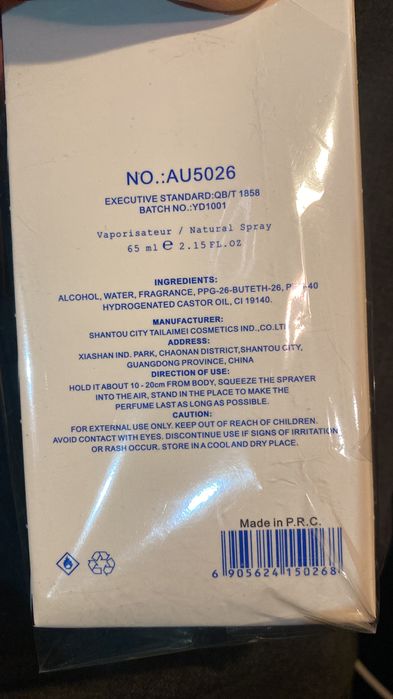 NO.:AU5026
EXECUTIVE STANDARD:QB/T 1858
BATCH NO.:YD1001
Vaporisateur / Natural Spray
65 ml e 2.15 FL.OZ
INGREDIENTS:
ALCOHOL, WATER, FRAGRANCE, PPG-26-BUTETH-26, -40
HYDROGENATED CASTOR OIL, CI 19140.
MANUFACTURER:
SHANTOU CITY TAILAIMEI COSMETICS IND.,CO.LT
ADDRESS:
XIASHAN IND. PARK, CHAONAN DISTRICT,SHANTOU CITY,
GUANGDONG PROVINCE, CHINA
DIRECTION OF USE:
HOLD IT ABOUT 10 - 20cm FROM BODY, SQUEEZE THE SPRAYER
INTO THE AIR, STAND IN THE PLACE TO MAKE THE
PERFUME LAST AS LONG AS POSSIBLE.
CAUTION:
FOR EXTERNAL USE ONLY. KEEP OUT OF REACH OF CHILDREN.
AVOID CONTACT WITH EYES. DISCONTINUE USE IF SIGNS OF IRRITATION
OR RASH OCCUR. STORE IN A COOL AND DRY PLACE.
Made in P.R.C.
6 905624 150268